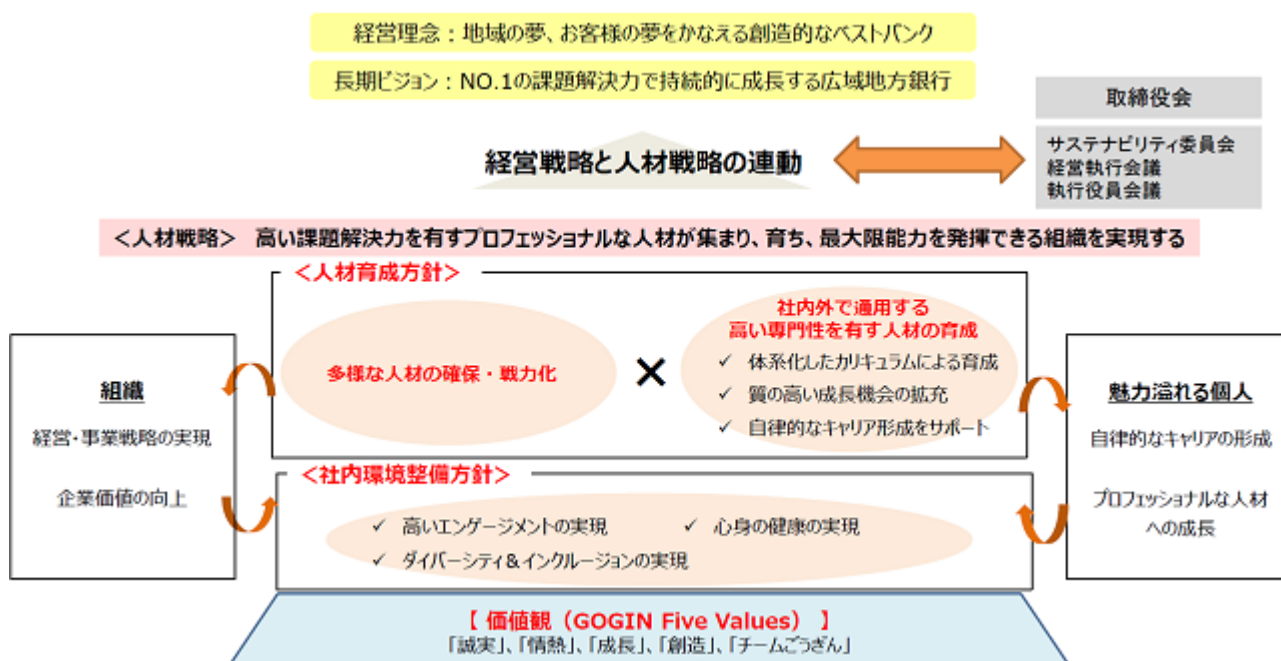 経営理念：地域の夢、お客様の夢をかなえる創造的なベストバンク
長期ビジョン：NO.1の課題解決力で持続的に成長する広域地方銀行
取締役会
サステナビリティ委員会
経営執行会議
執行役員会議
経営戦略と人材戦略の連動
＜人材戦略＞　高い課題解決力を有すプロフェッショナルな人材が集まり、育ち、最大限能力を発揮できる組織を実現する
＜人材育成方針＞
多様な人材の確保・戦力化
×
社内外で通用する
高い専門性を有す人材の育成
✓ 体系化したカリキュラムによる育成
✓ 質の高い成長機会の拡充
✓ 自律的なキャリア形成をサポート
組織
経営・事業戦略の実現
企業価値の向上
魅力溢れる個人
自律的なキャリアの形成
プロフェッショナルな人材
への成長
＜社内環境整備方針＞
✓ 高いエンゲージメントの実現
✓ 心身の健康の実現
✓ ダイバーシティ＆インクルージョンの実現
【 価値観（GOGIN Five Values） 】
「誠実」、「情熱」、「成長」、「創造」、「チームごうぎん」